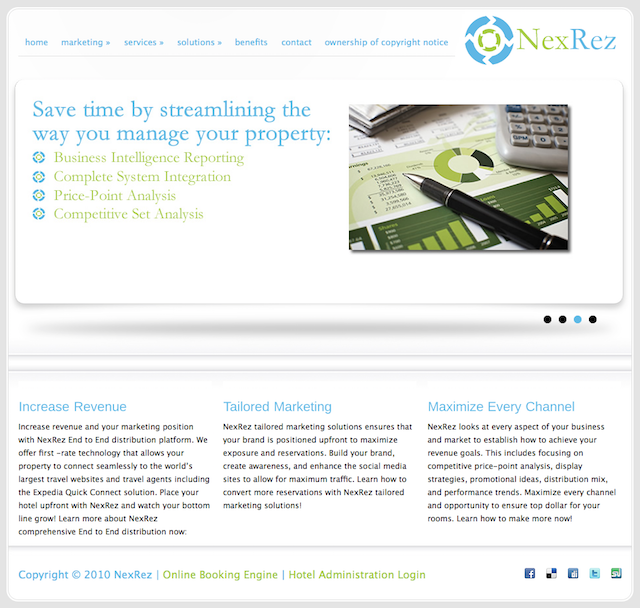 home marketing » services » solutions » benefits contact ownership of copyright notice
NexRez
Save time by streamlining the
way you manage your property:
Business Intelligence Reporting
Complete System Integration
Price-Point Analysis
Competitive Set Analysis
Shares
Increase Revenue
Increase revenue and your marketing position
with NexRez End to End distribution platform. We
offer first -rate technology that allows your
property to connect seamlessly to the world's
largest travel websites and travel agents including
the Expedia Quick Connect solution. Place your
hotel upfront with NexRez and watch your bottom
line grow! Learn more about NexRez
comprehensive End to End distribution now:
Tailored Marketing
NexRez tailored marketing solutions ensures that
your brand is positioned upfront to maximize
exposure and reservations. Build your brand,
create awareness, and enhance the social media
sites to allow for maximum traffic. Learn how to
convert more reservations with NexRez tailored
marketing solutions!
Maximize Every Channel
NexRez looks at every aspect of your business
and market to establish how to achieve your
revenue goals. This includes focusing on
competitive price-point analysis, display
strategies, promotional ideas, distribution mix,
and performance trends. Maximize every channel
and opportunity to ensure top dollar for your
rooms. Learn how to make more now!
Copyright © 2010 NexRez | Online Booking Engine | Hotel Administration Login